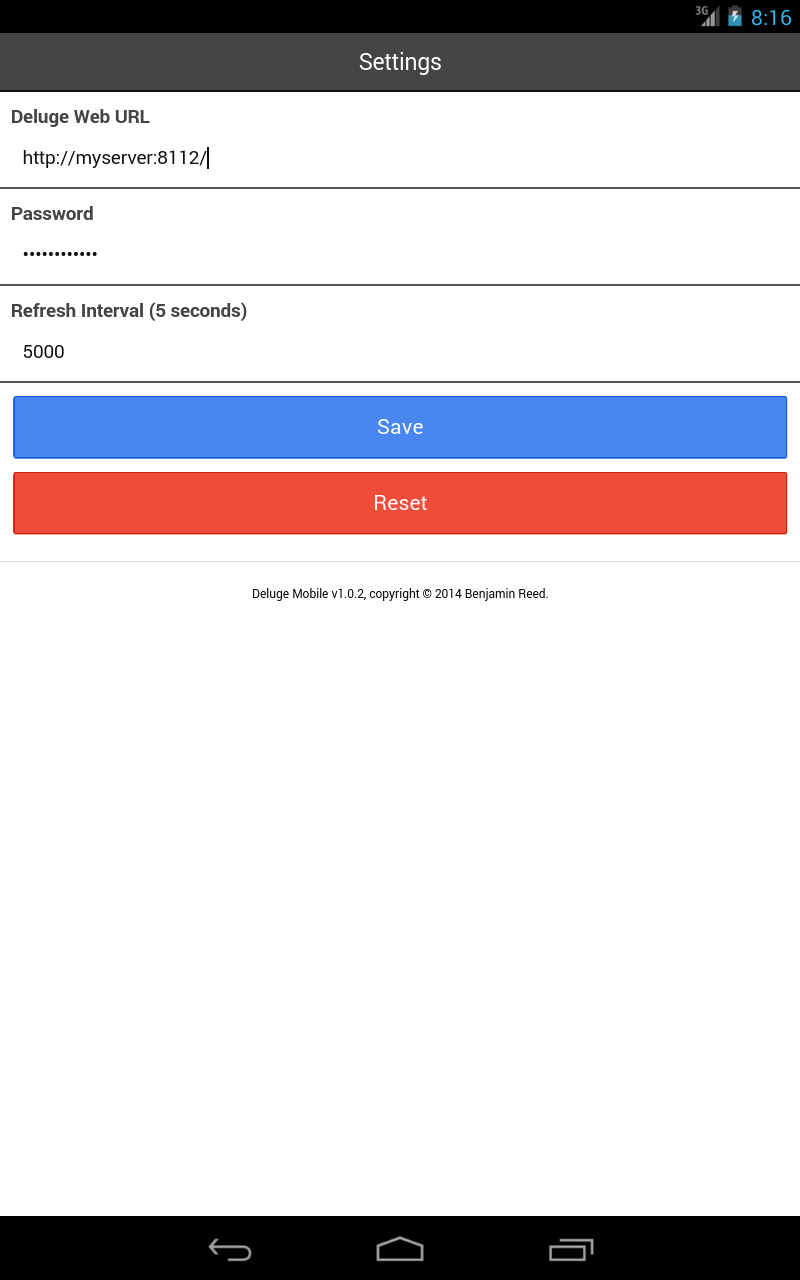 3G 8:16
Settings
Deluge Web URL
http://myserver:8112/
Password
••••••••••••
Refresh Interval (5 seconds)
5000
Save
Reset
Deluge Mobile v1.0.2, copyright © 2014 Benjamin Reed.